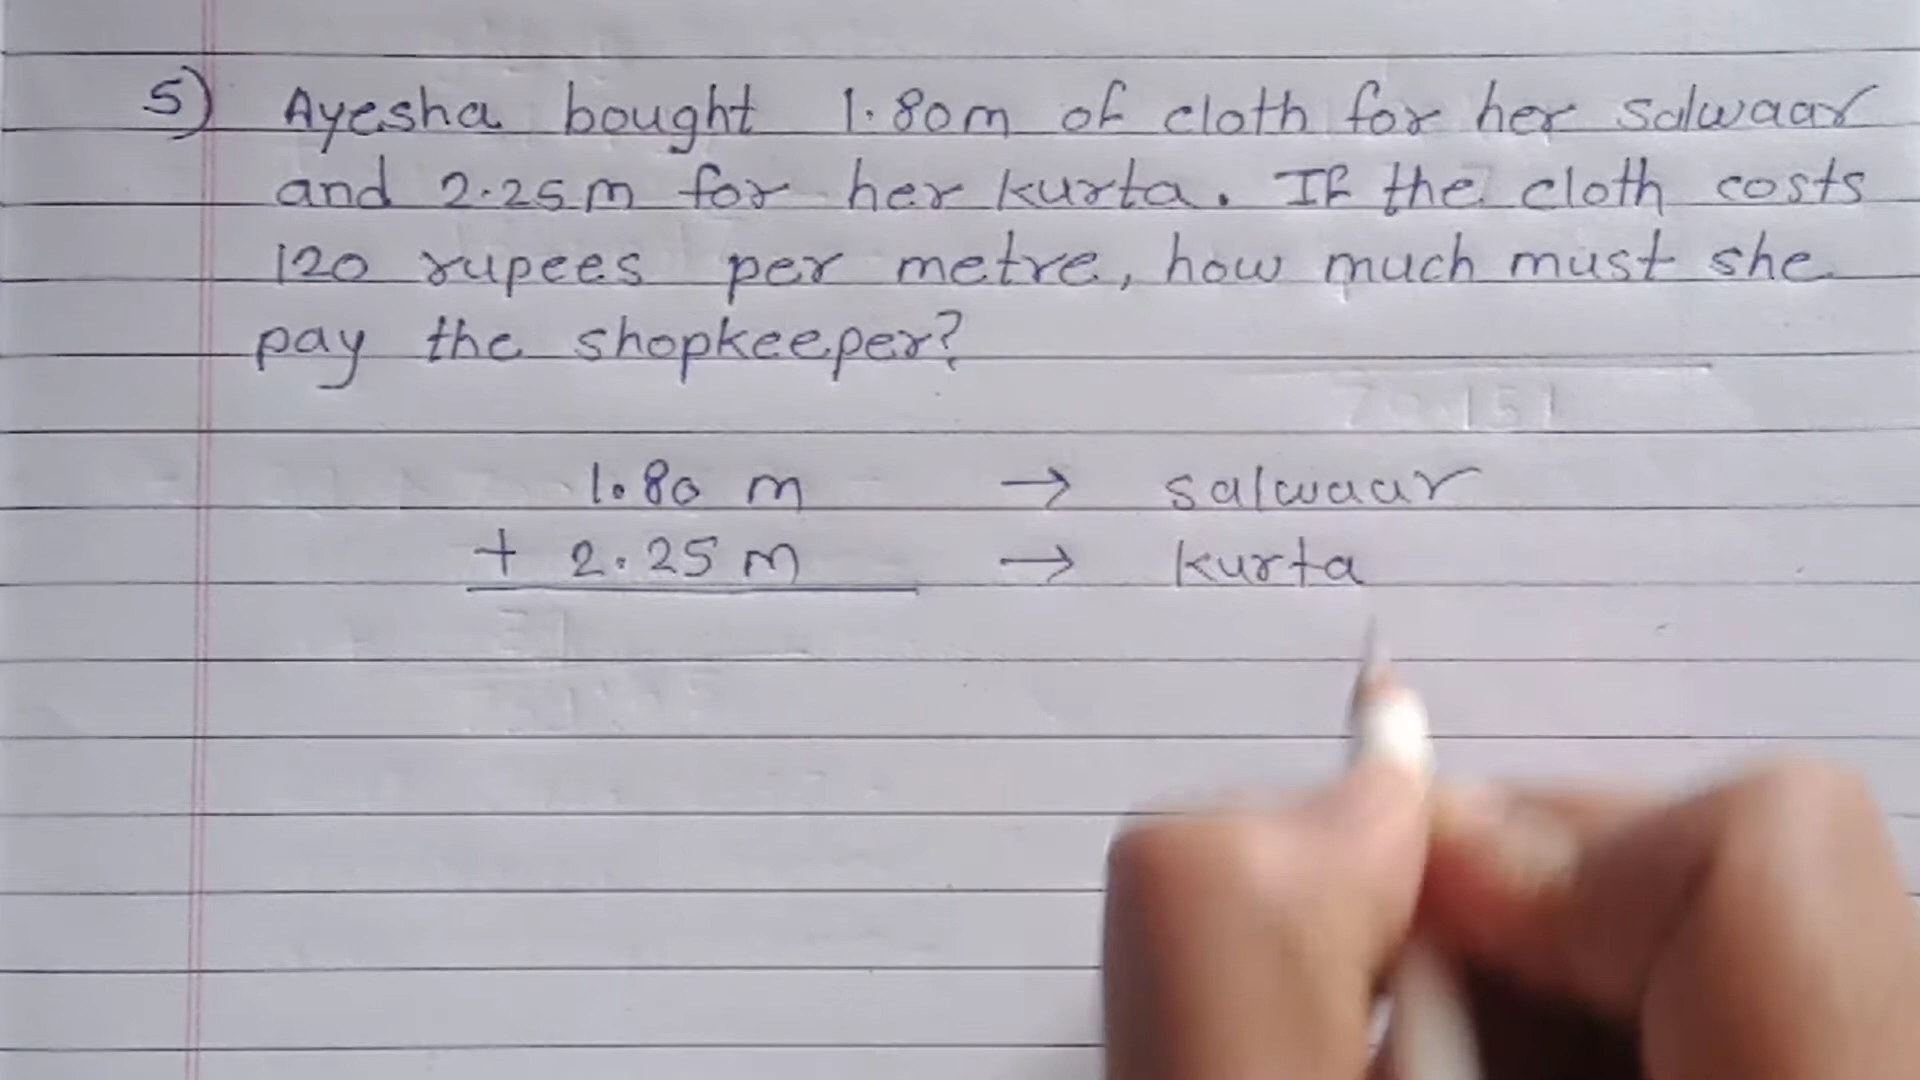 5) Ayesha bought 1.80m of cloth for her salwaar
and 2.25m for her kurta. If the cloth costs
120 rupees per metre, how much must she
pay the shopkeeper?
1.80 m → salwaar
+ 2.25 m → kurta